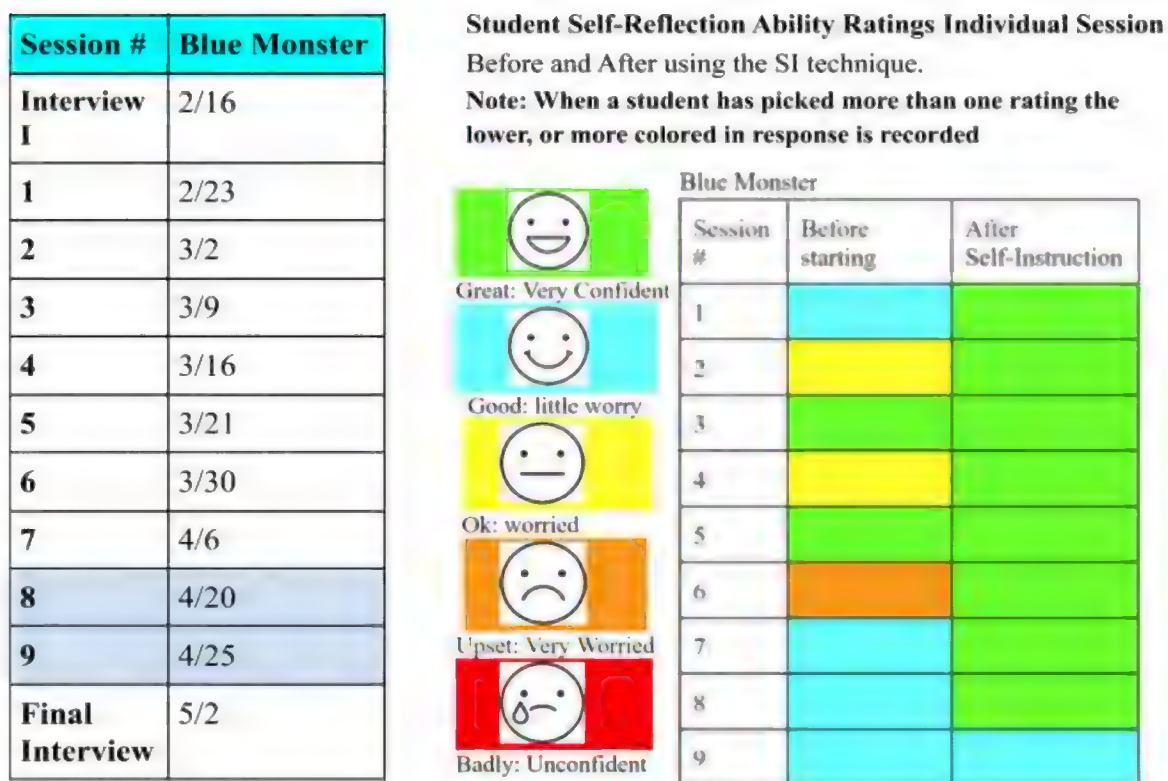 Session # Blue Monster
Interview I 2/16
1 2/23
2 3/2
3 3/9
4 3/16
5 3/21
6 3/30
7 4/6
8 4/20
9 4/25
Final Interview 5/2
Student Self-Reflection Ability Ratings Individual Session
Before and After using the SI technique.
Note: When a student has picked more than one rating the
lower, or more colored in response is recorded
Great: Very Confident
Good: little worry
Ok: worried
Upset: Very Worried
Badly: Unconfident
Blue Monster
Session # Before starting After Self-Instruction
1
2
3
4
5
6
7
8
9